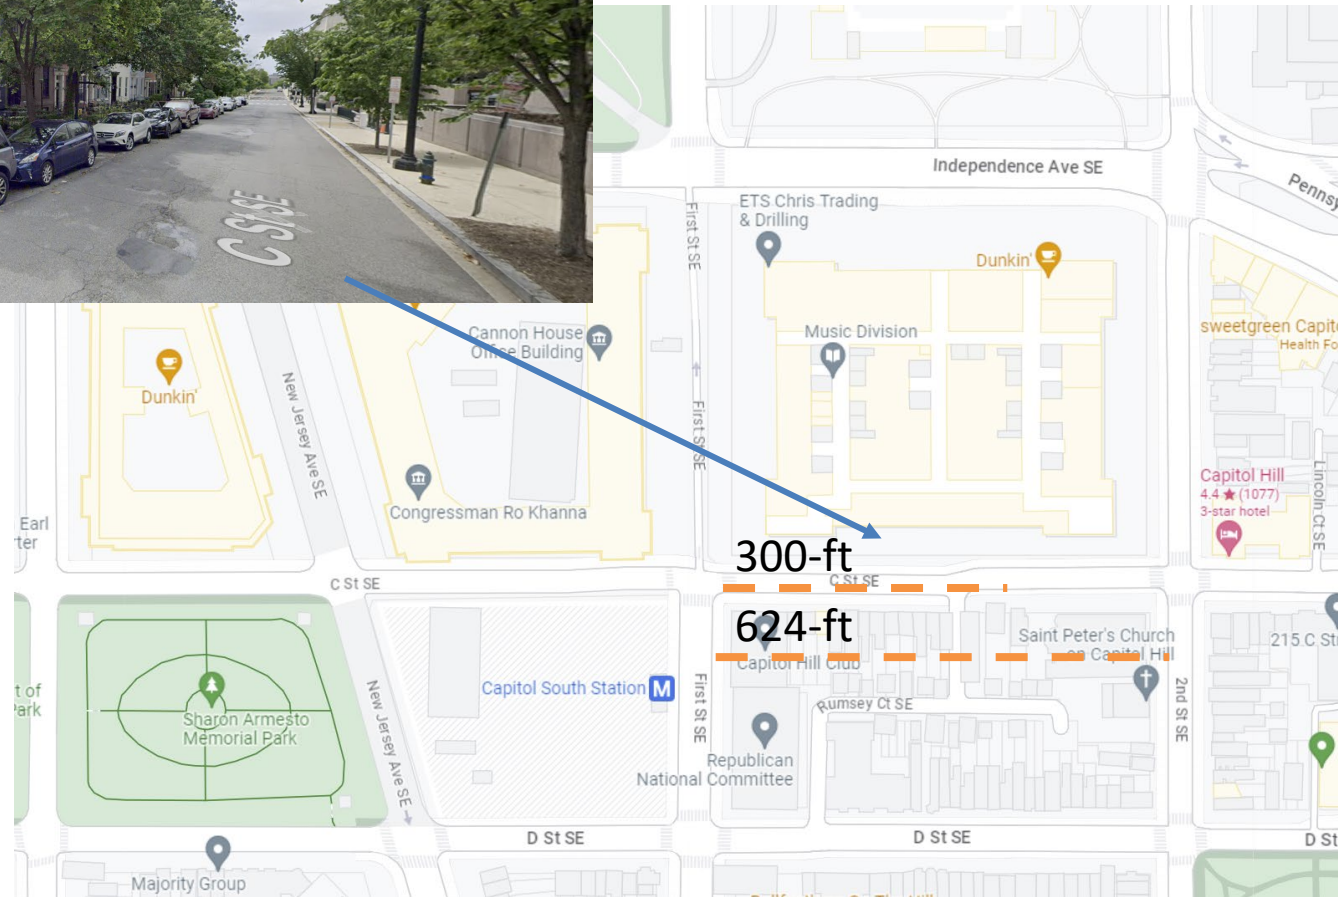 C St SE
Independence Ave SE
Pennsy
ETS Chris Trading
& Drilling
First St SE
Dunkin'
Cannon House
Office Building
Music Division
sweetgreen Capit
Health Fo
Dunkin'
New Jersey Ave SE
First St SE
Capitol Hill
4.4 ★ (1077)
3-star hotel
Lincoln Ct SE
Congressman Ro Khanna
Earl
ter
300-ft
C St SE
C St SE
624-ft
Saint Peter's Church
on Capitol Hill
215 C St
Capitol Hill Club
t of
Park
Capitol South Station M
Sharon Armesto
Memorial Park
New Jersey Ave SE
First St SE
Rumsey Ct SE
2nd St SE
Republican
National Committee
D St SE
D St SE
D St
Majority Group